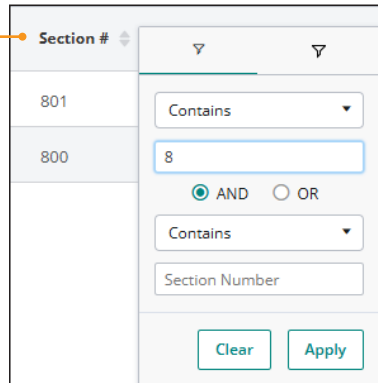 Section #
801
800
Contains
8
AND OR
Contains
Section Number
Clear Apply